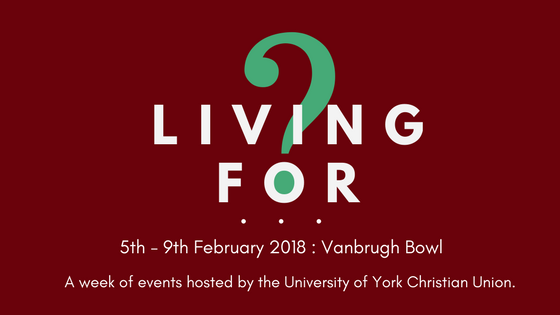 ?
LIVING
FOR
. . .
5th - 9th February 2018 : Vanbrugh Bowl
A week of events hosted by the University of York Christian Union.